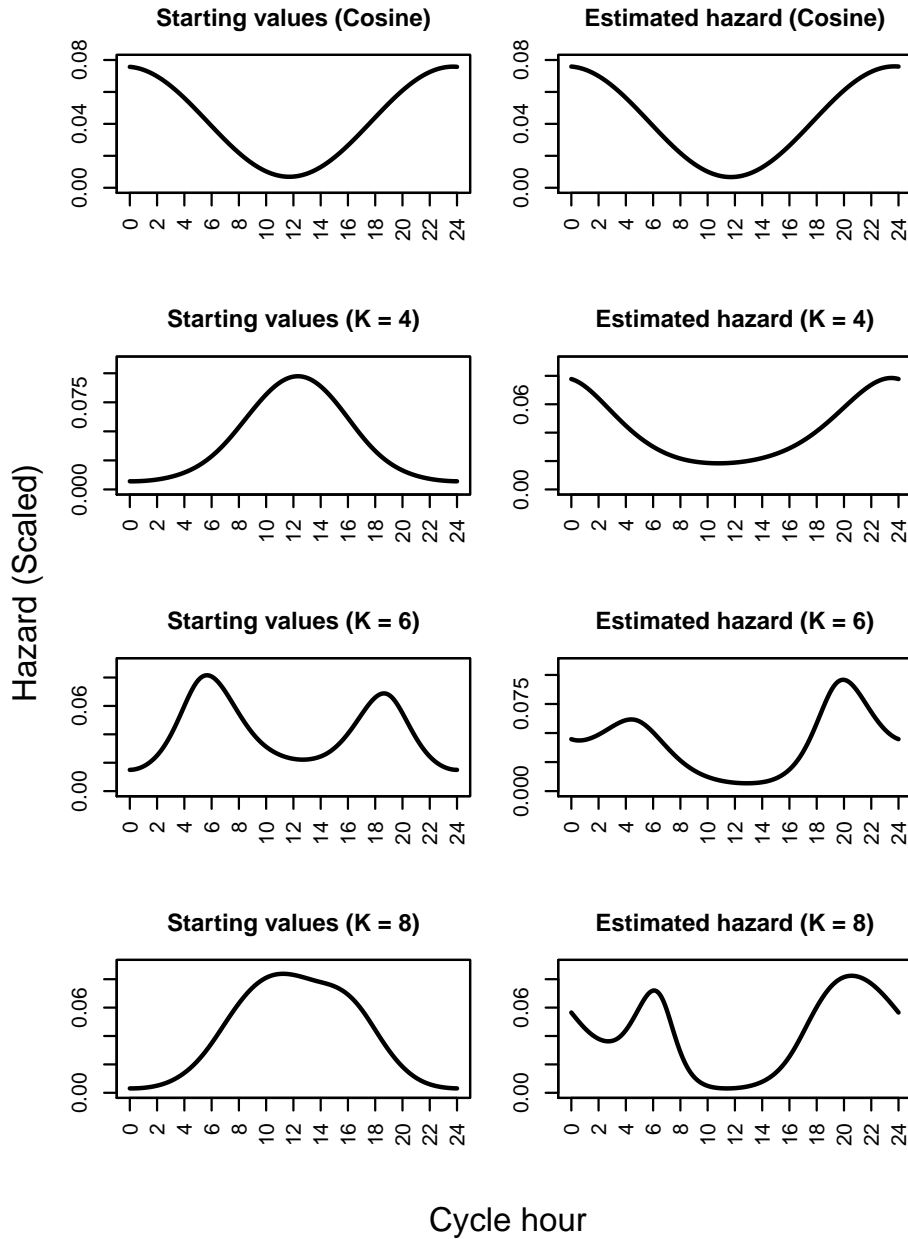 Starting values (Cosine)
Estimated hazard (Cosine)
0.00 0.04 0.08
0 2 4 6 8 10 12 14 16 18 20 22 24
0.00 0.04 0.08
0 2 4 6 8 10 12 14 16 18 20 22 24
Starting values (K = 4)
Estimated hazard (K = 4)
0.000 0.075
0 2 4 6 8 10 12 14 16 18 20 22 24
0.00 0.06
0 2 4 6 8 10 12 14 16 18 20 22 24
Hazard (Scaled)
Starting values (K = 6)
Estimated hazard (K = 6)
0.00 0.06
0 2 4 6 8 10 12 14 16 18 20 22 24
0.000 0.075
0 2 4 6 8 10 12 14 16 18 20 22 24
Starting values (K = 8)
Estimated hazard (K = 8)
0.00 0.06
0 2 4 6 8 10 12 14 16 18 20 22 24
0.00 0.06
0 2 4 6 8 10 12 14 16 18 20 22 24
Cycle hour